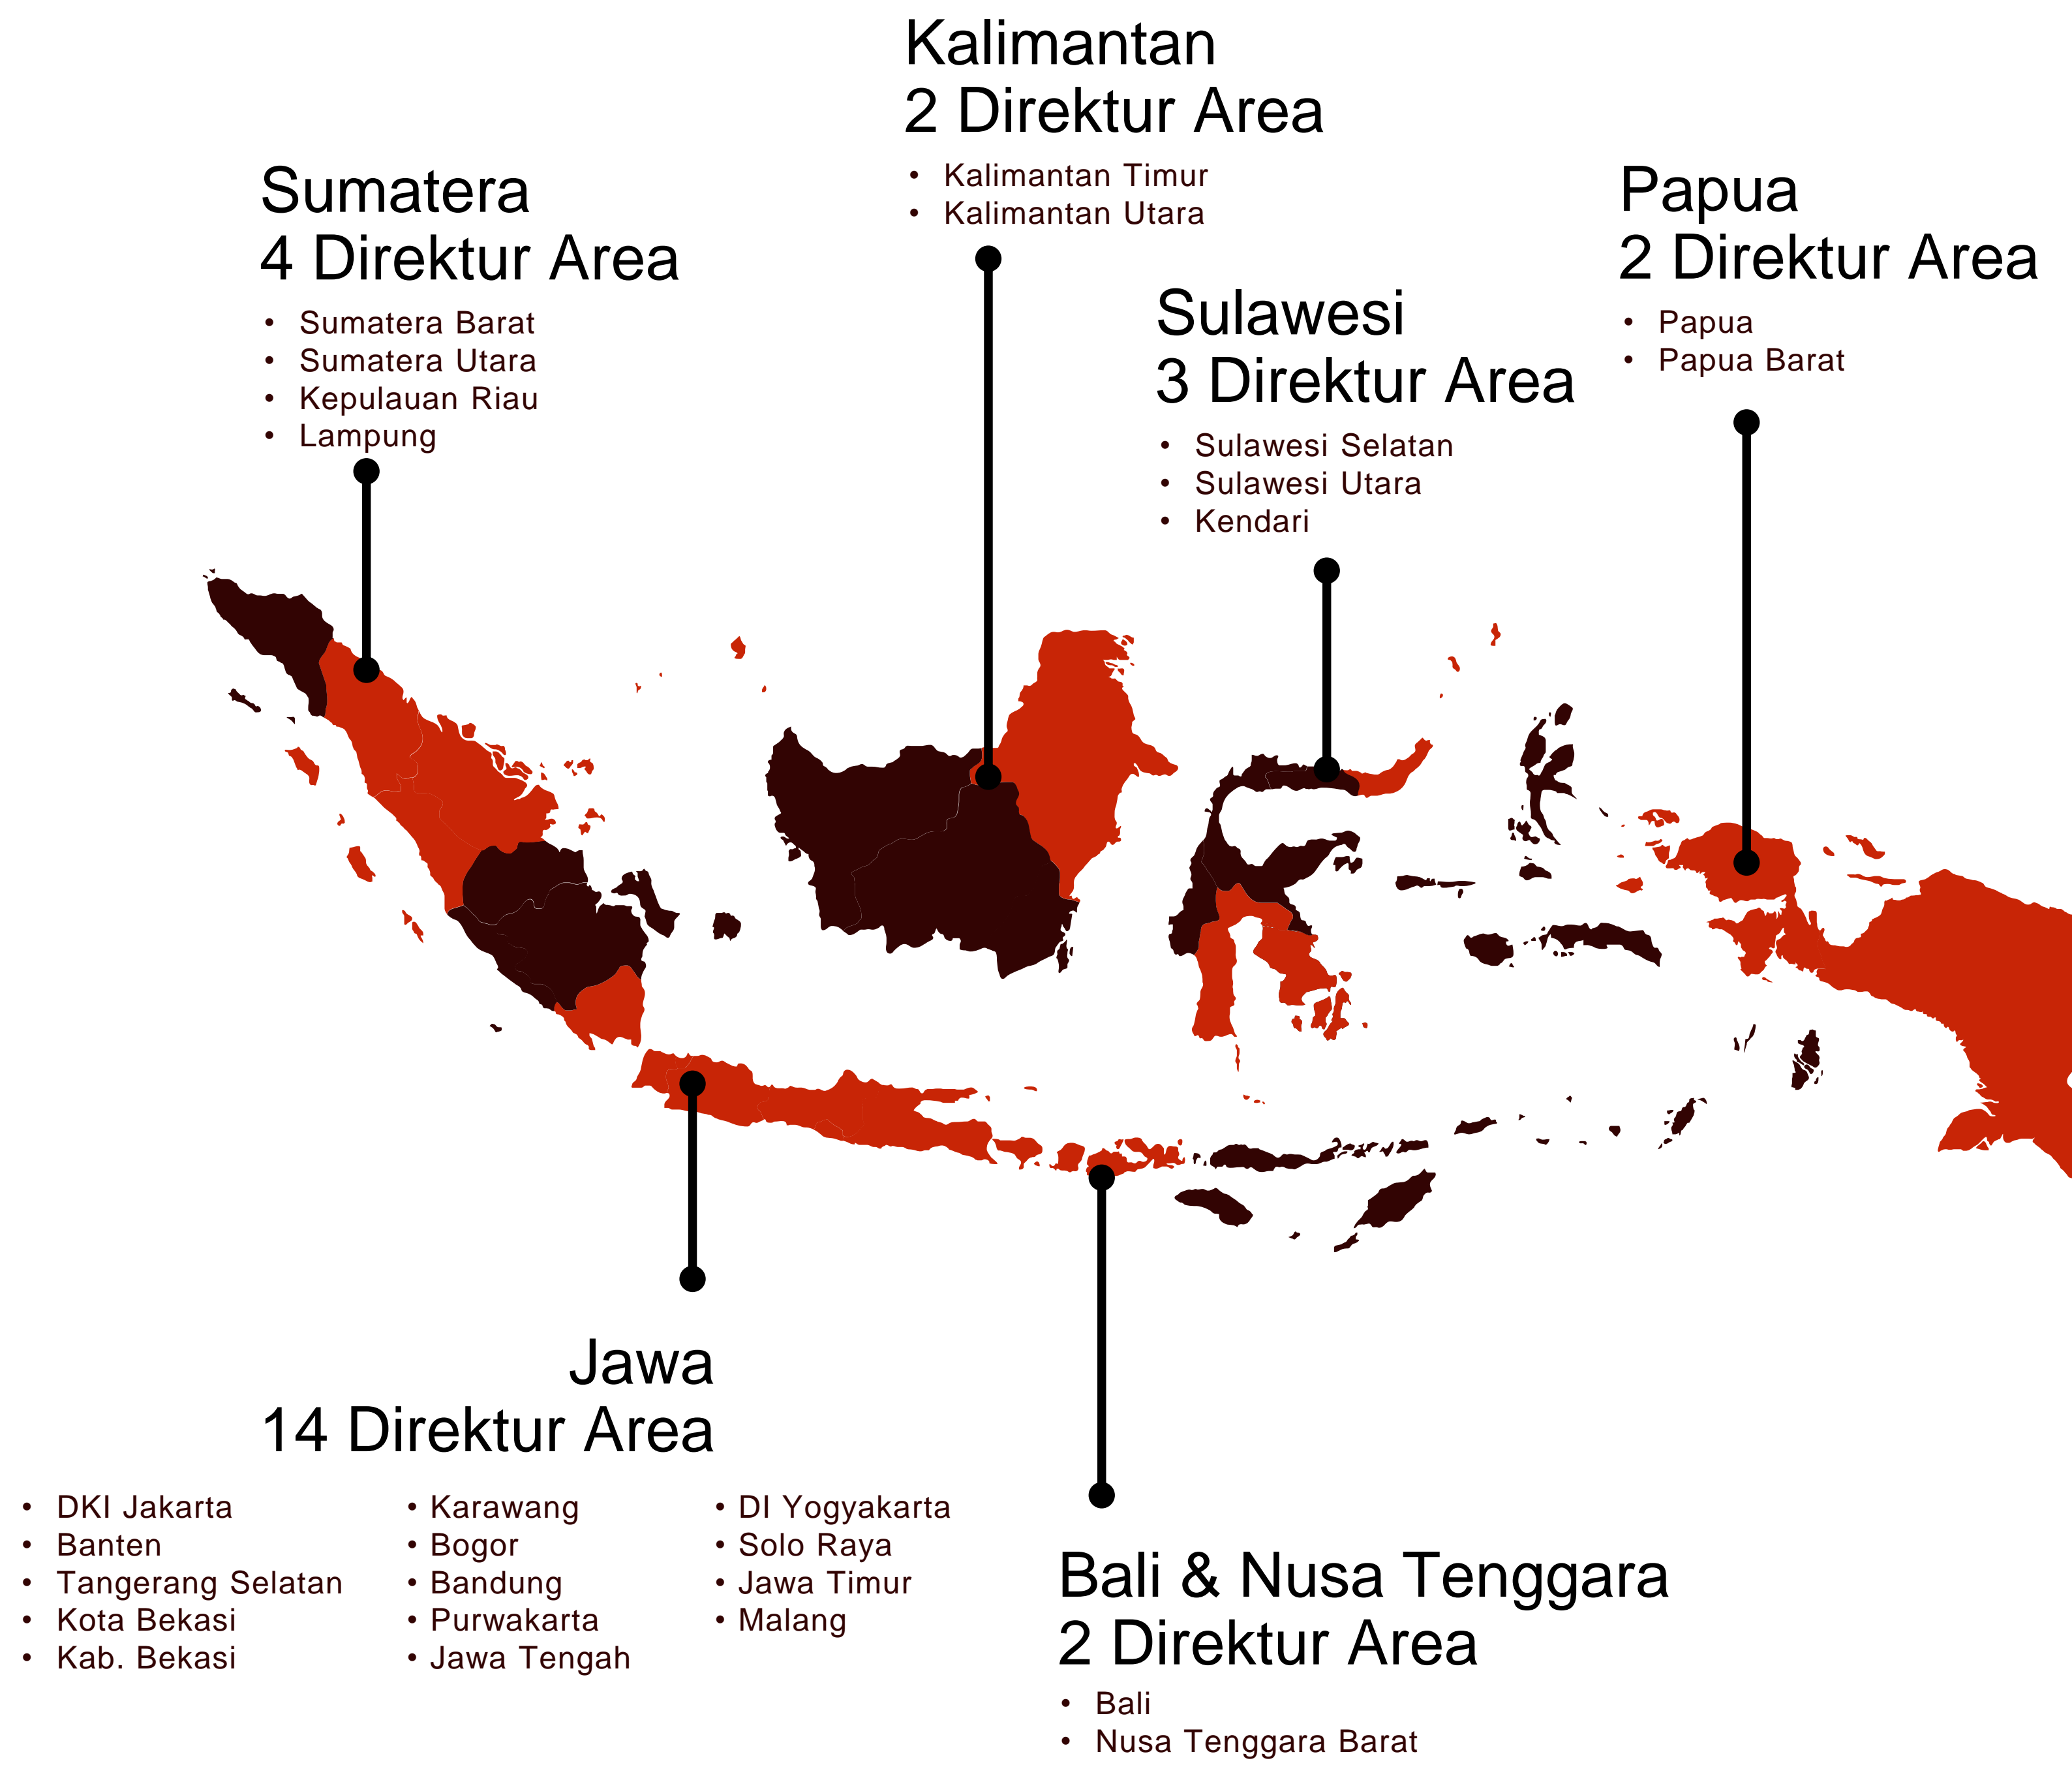 Kalimantan
2 Direktur Area
• Kalimantan Timur
• Kalimantan Utara
Sumatera
4 Direktur Area
• Sumatera Barat
• Sumatera Utara
• Kepulauan Riau
• Lampung
Papua
2 Direktur Area
• Papua
• Papua Barat
Sulawesi
3 Direktur Area
• Sulawesi Selatan
• Sulawesi Utara
• Kendari
Jawa
14 Direktur Area
• DKI Jakarta
• Banten
• Tangerang Selatan
• Kota Bekasi
• Kab. Bekasi
• Karawang
• Bogor
• Bandung
• Purwakarta
• Jawa Tengah
• DI Yogyakarta
• Solo Raya
• Jawa Timur
• Malang
Bali & Nusa Tenggara
2 Direktur Area
• Bali
• Nusa Tenggara Barat